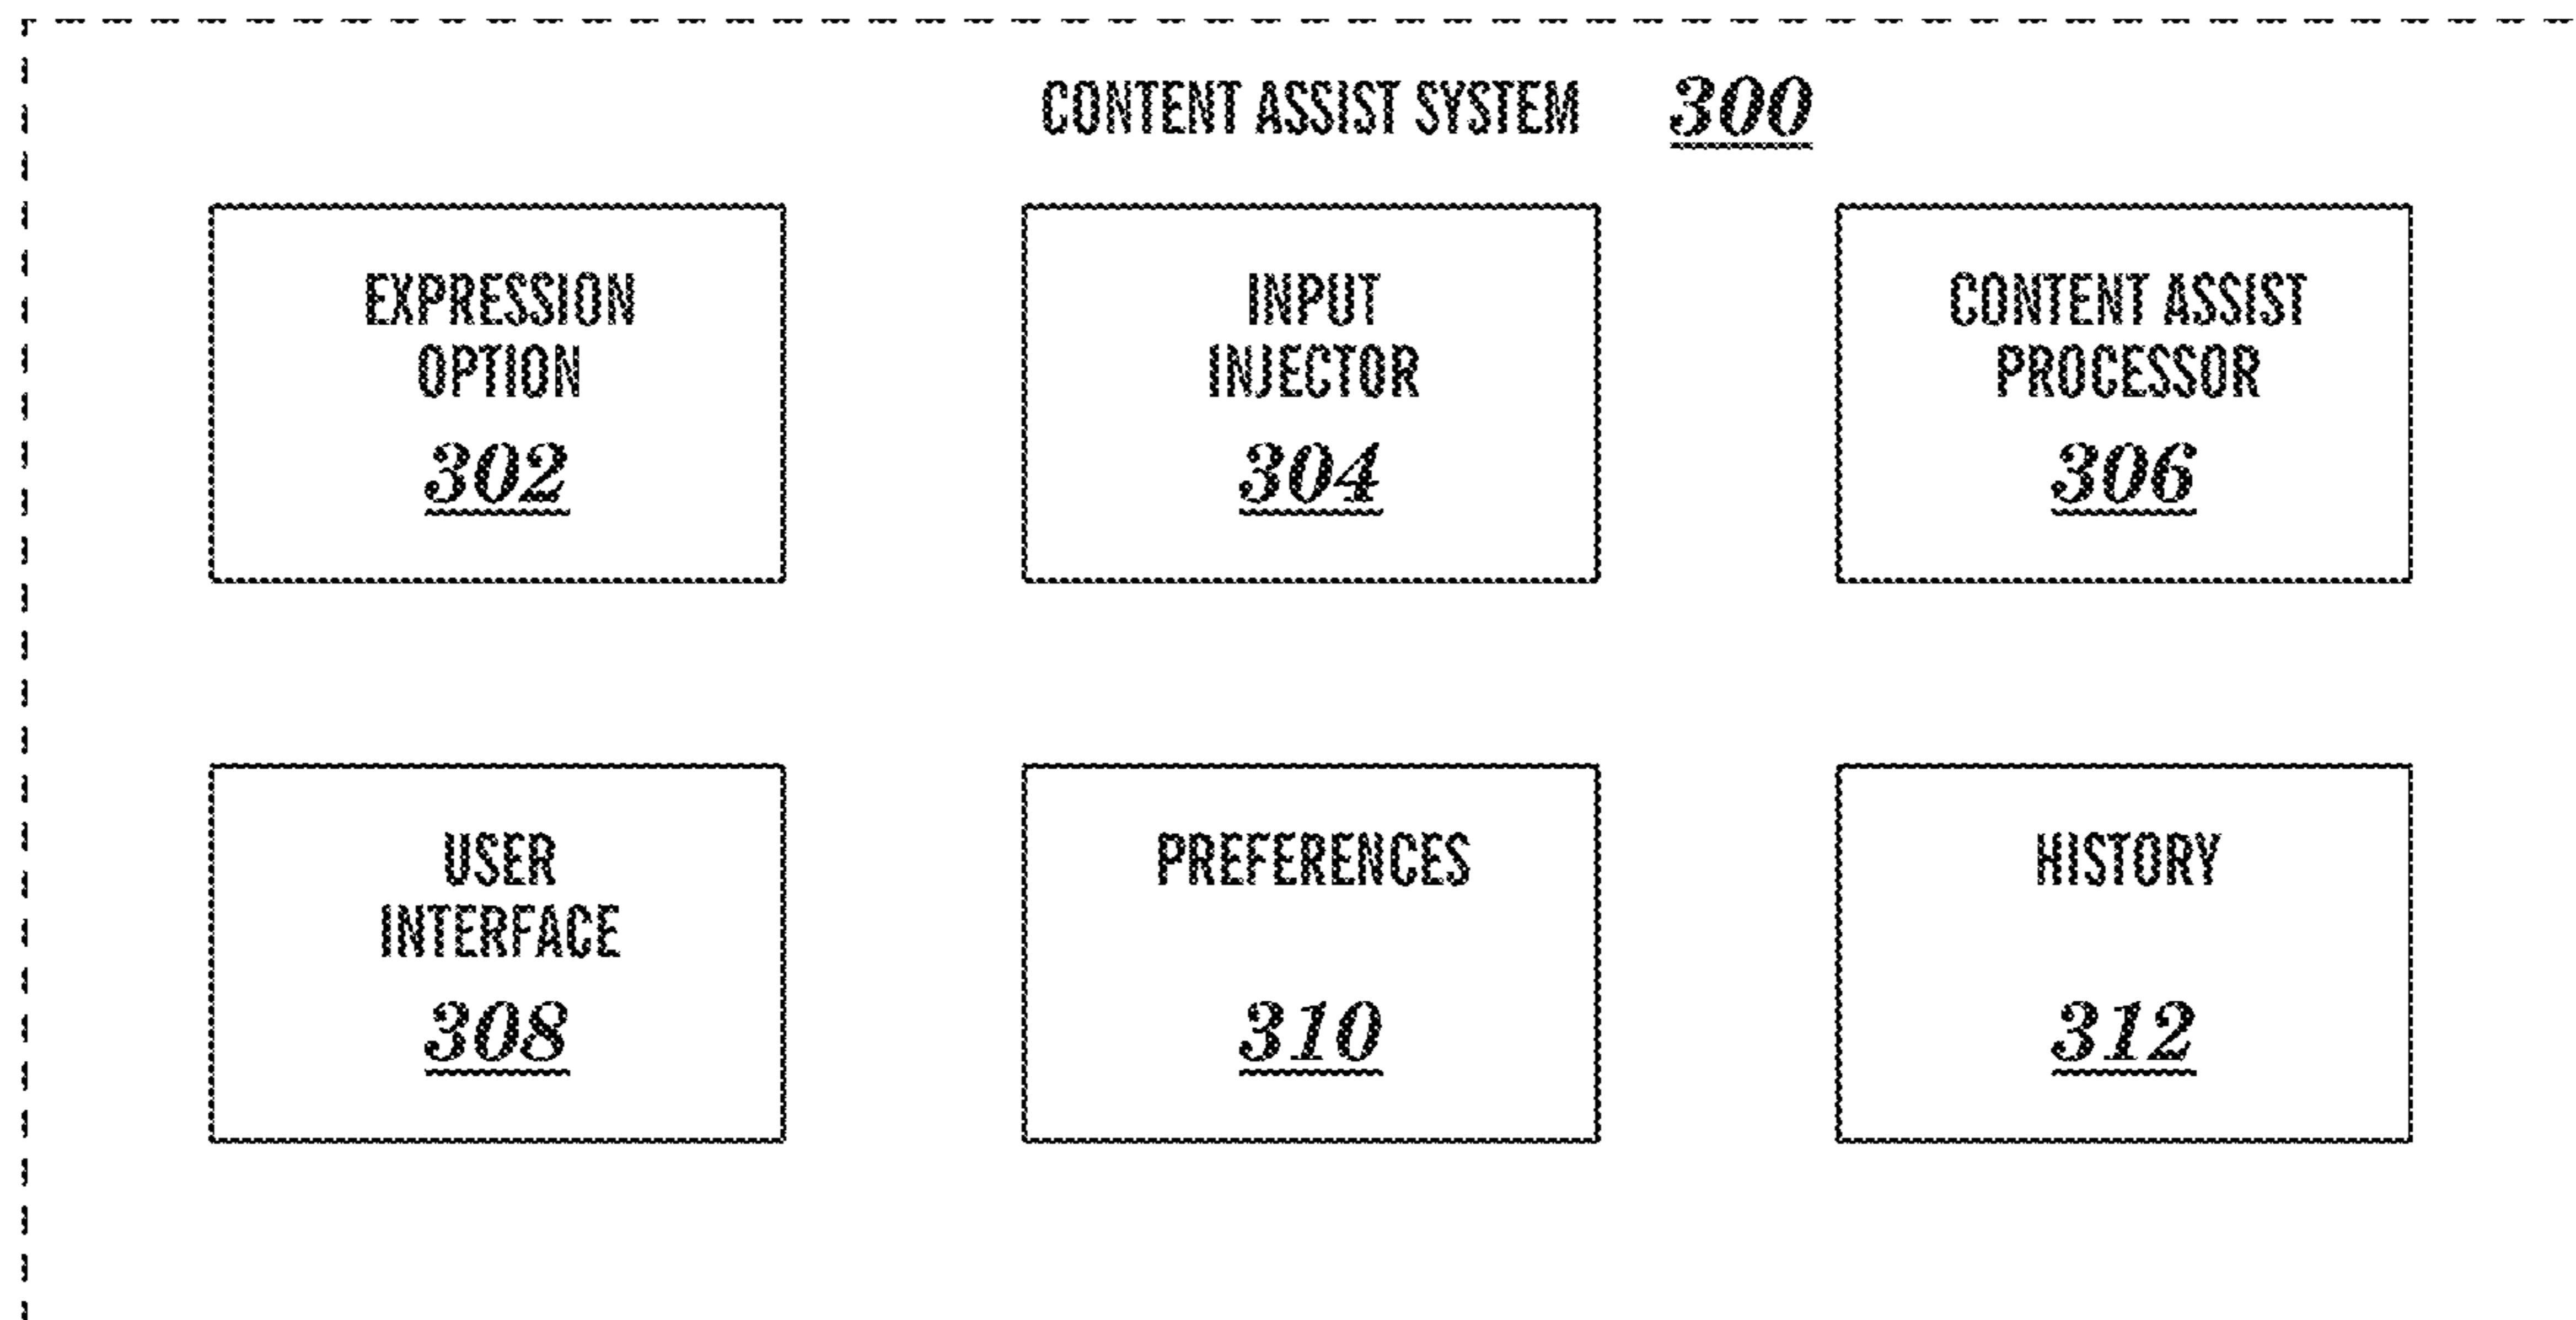 CONTENT ASSIST SYSTEM 300
EXPRESSION
OPTION
302
INPUT
INJECTOR
304
CONTENT ASSIST
PROCESSOR
306
USER
INTERFACE
308
PREFERENCES
310
HISTORY
312